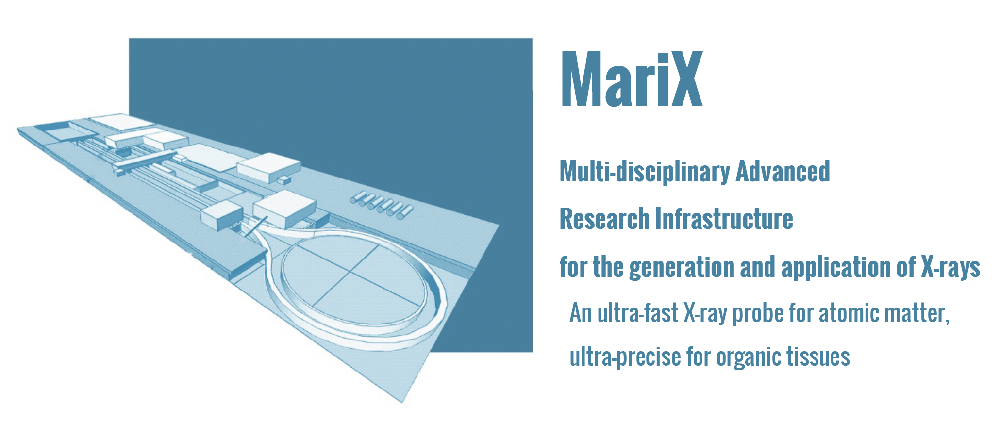 MariX
Multi-disciplinary Advanced
Research Infrastructure
for the generation and application of X-rays
An ultra-fast X-ray probe for atomic matter,
ultra-precise for organic tissues